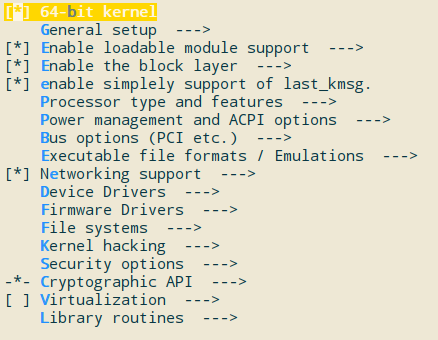 [*] 64-bit kernel
    General setup  --->
[*] Enable loadable module support  --->
[*] Enable the block layer  --->
[*] enable simplely support of last_kmsg.
    Processor type and features  --->
    Power management and ACPI options  --->
    Bus options (PCI etc.)  --->
    Executable file formats / Emulations  --->
[*] Networking support  --->
    Device Drivers  --->
    Firmware Drivers  --->
    File systems  --->
    Kernel hacking  --->
    Security options  --->
-*- Cryptographic API  --->
[ ] Virtualization  --->
    Library routines  --->